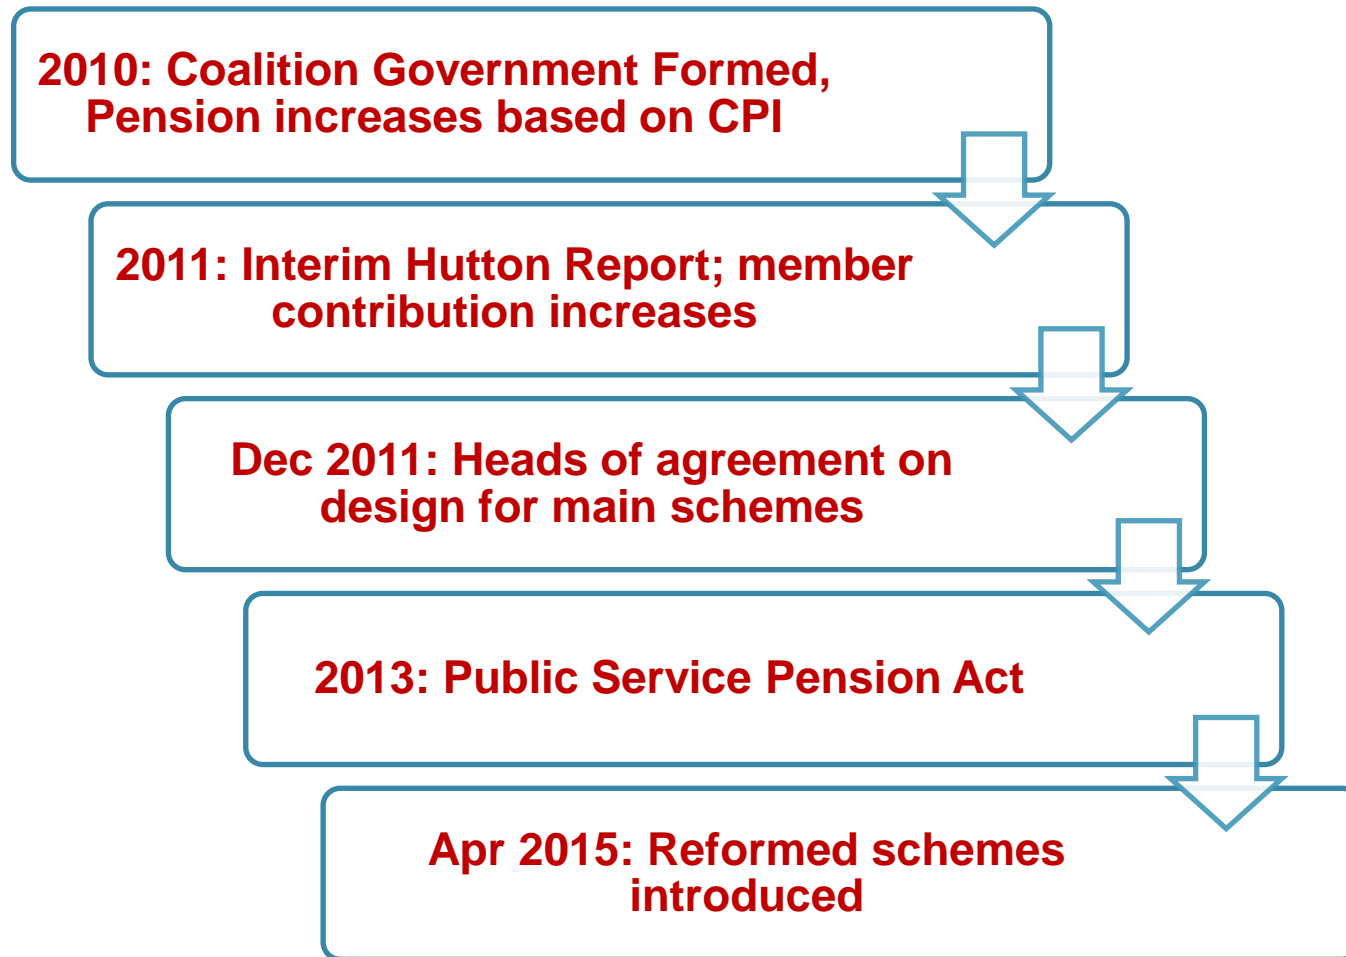 2010: Coalition Government Formed,
Pension increases based on CPI
2011: Interim Hutton Report; member
contribution increases
Dec 2011: Heads of agreement on
design for main schemes
2013: Public Service Pension Act
Apr 2015: Reformed schemes
introduced